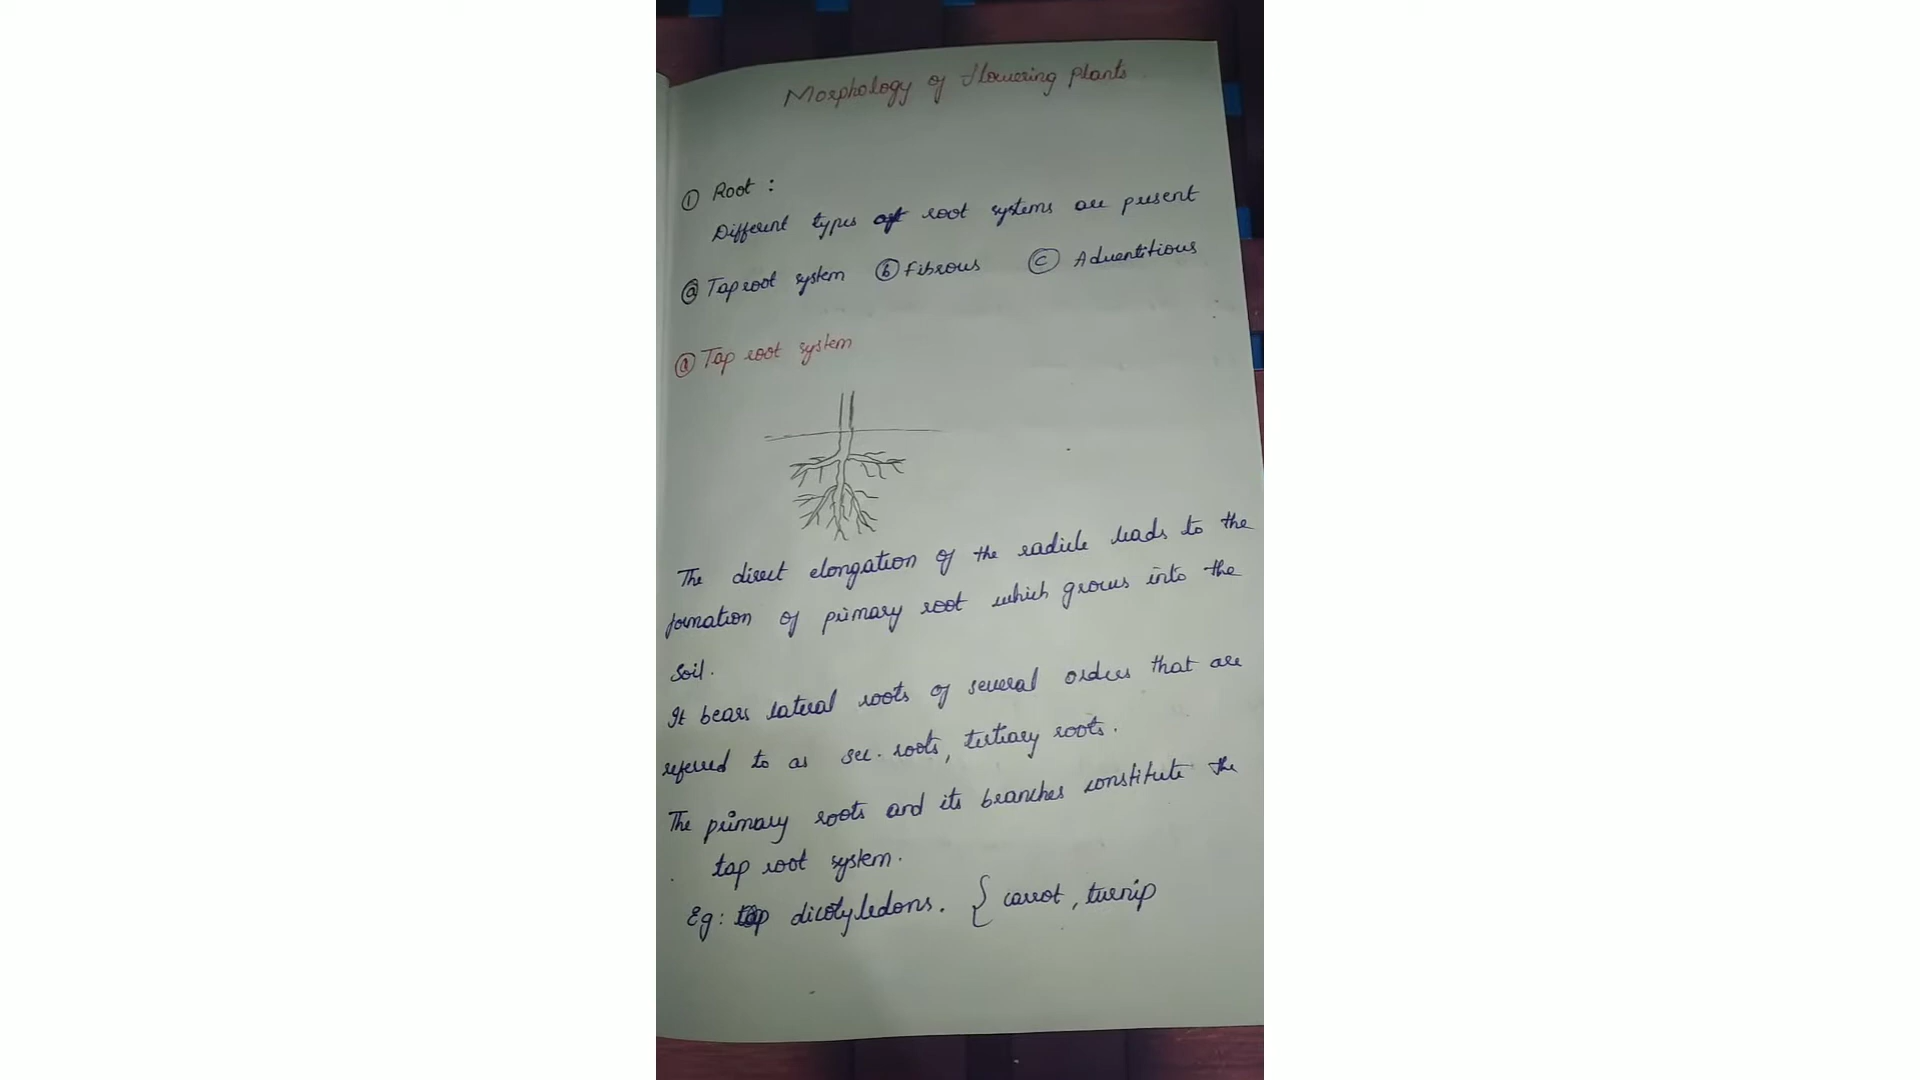 Morphology of flowering plants
① Root :
Different types of root systems are present
ⓐ Tap root system ⓑ Fibrous ⓒ Adventitious
ⓐ Tap root system
The direct elongation of the radicle leads to the
formation of primary root which grows into the
soil.
It bears lateral roots of several orders that are
referred to as sec. roots, tertiary roots.
The primary roots and its branches constitute the
tap root system.
Eg: dicotyledons. { carrot, turnip